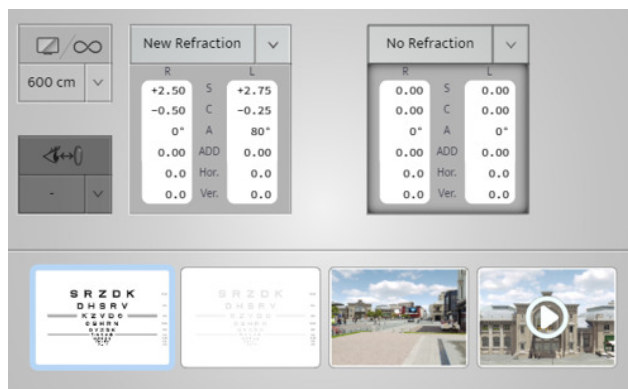 600 cm
-
New Refraction
R L
+2.50 S +2.75
-0.50 C -0.25
0° A 80°
0.00 ADD 0.00
0.0 Hor. 0.0
0.0 Ver. 0.0
No Refraction
R L
0.00 S 0.00
0.00 C 0.00
0° A 0°
0.00 ADD 0.00
0.0 Hor. 0.0
0.0 Ver. 0.0
S R Z D K
D H S R V
K Z V D C
S R Z D K
D H S R V